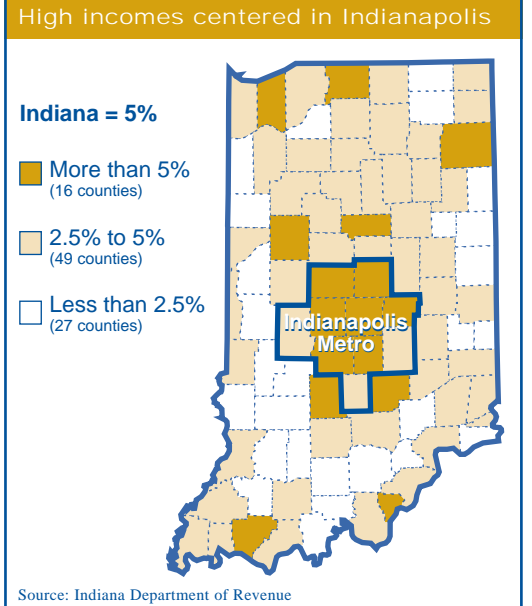 High incomes centered in Indianapolis
Indiana = 5%
More than 5%
(16 counties)
2.5% to 5%
(49 counties)
Less than 2.5%
(27 counties)
Indianapolis
Metro
Source: Indiana Department of Revenue